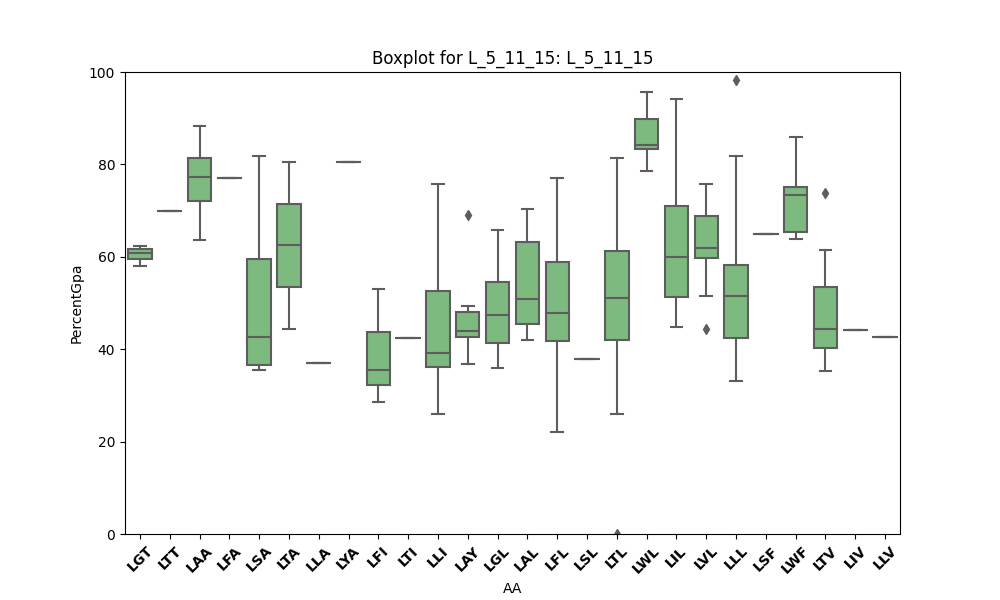 Boxplot for L_5_11_15: L_5_11_15
100
80
60
40
20
0
PercentGpa
LGT LTT LAA LFA LSA LTA LLA LYA LFI LTI LLI LAY LGL LAL LFL LSL LTL LWL LIL LVL LLL LSF LWF LTV LIV LLV
AA